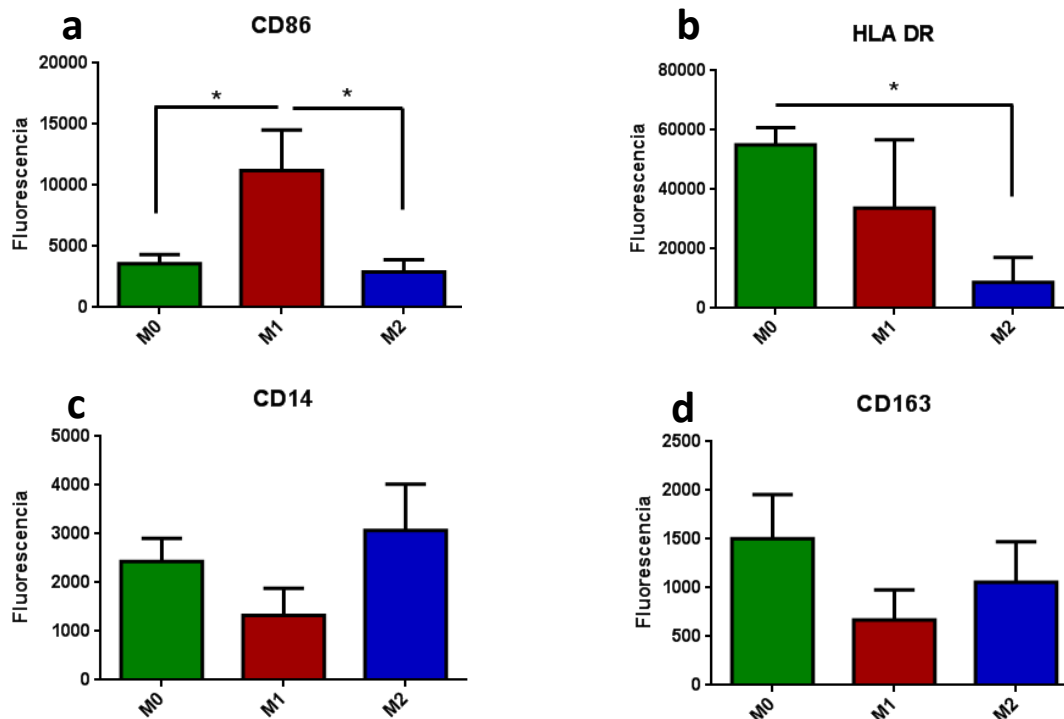 a
CD86
Fluorescencia
20000
15000
10000
5000
0
*
*
M0
M1
M2
b
HLA DR
Fluorescencia
80000
60000
40000
20000
0
*
M0
M1
M2
c
CD14
Fluorescencia
5000
4000
3000
2000
1000
0
M0
M1
M2
d
CD163
Fluorescencia
2500
2000
1500
1000
500
0
M0
M1
M2